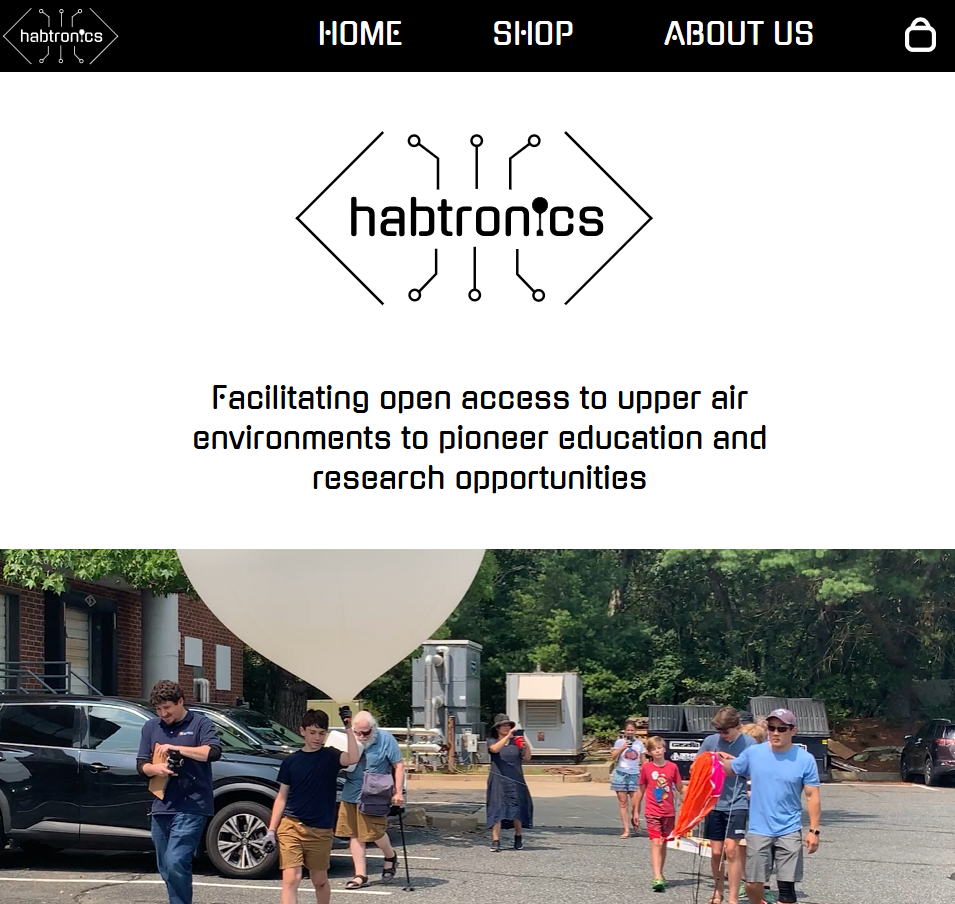 habtronics
HOME
SHOP
ABOUT US
habtronics
Facilitating open access to upper air
environments to pioneer education and
research opportunities